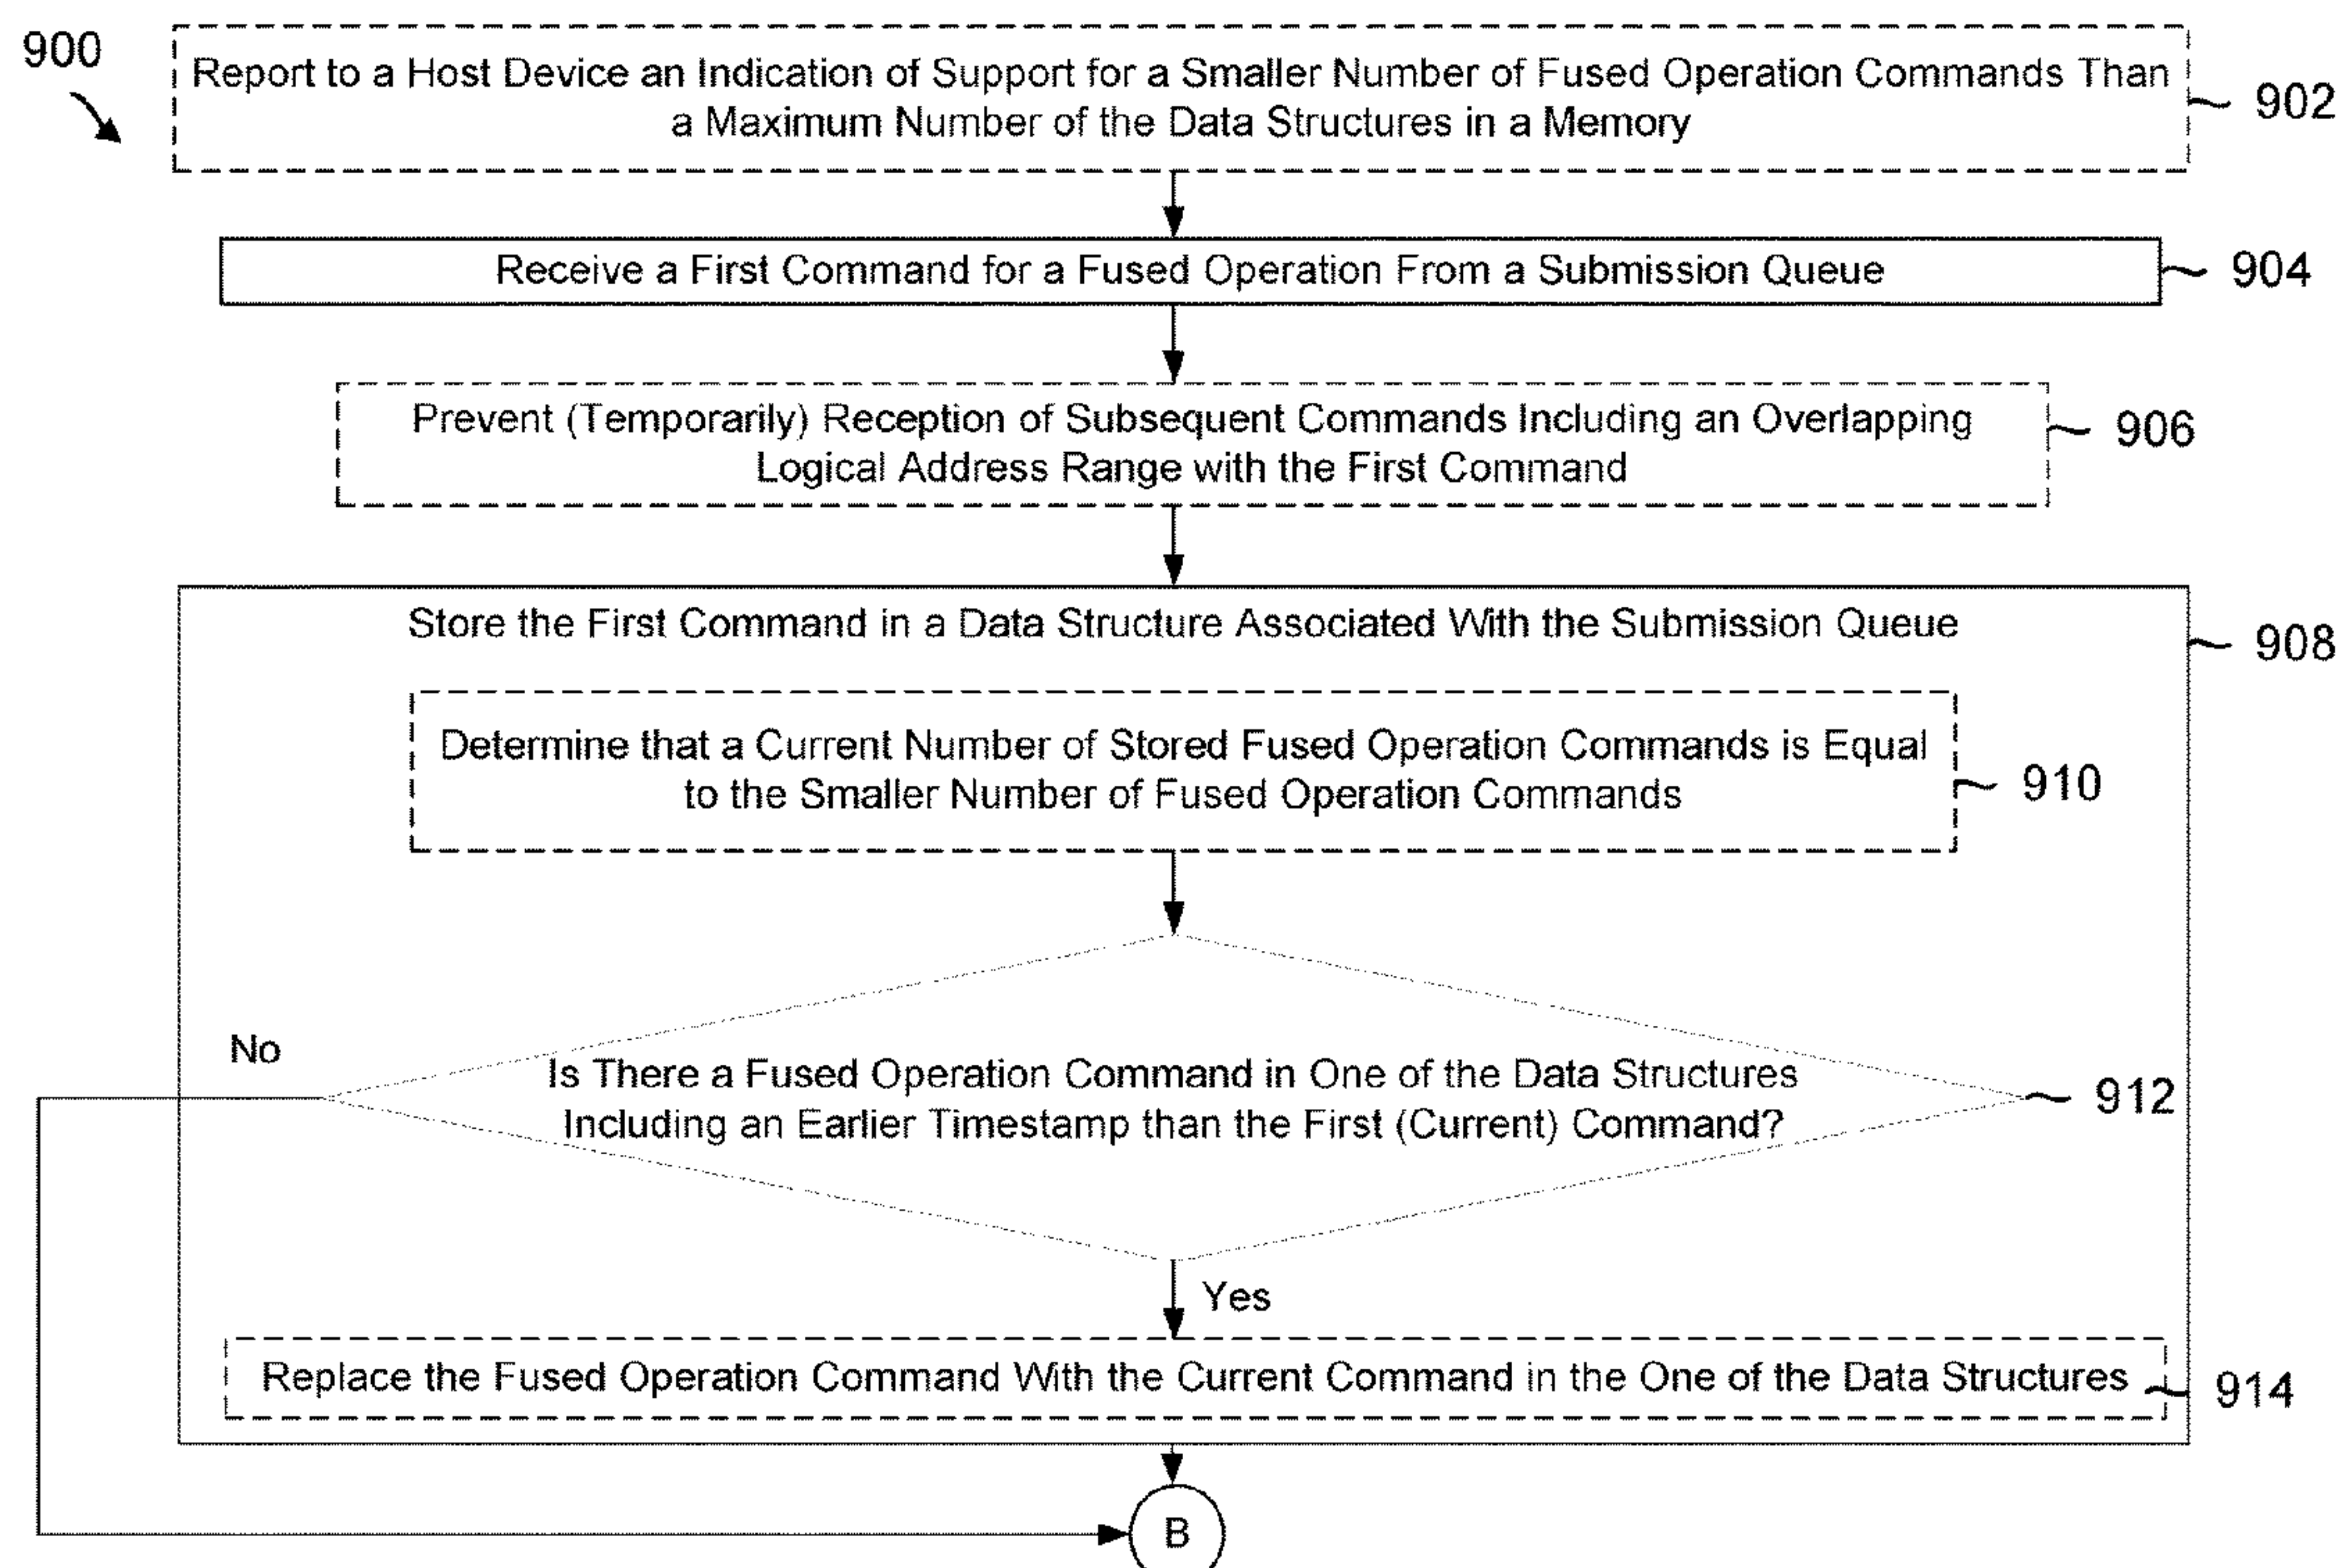 900
Report to a Host Device an Indication of Support for a Smaller Number of Fused Operation Commands Than
a Maximum Number of the Data Structures in a Memory
902
Receive a First Command for a Fused Operation From a Submission Queue
904
Prevent (Temporarily) Reception of Subsequent Commands Including an Overlapping
Logical Address Range with the First Command
906
Store the First Command in a Data Structure Associated With the Submission Queue
908
Determine that a Current Number of Stored Fused Operation Commands is Equal
to the Smaller Number of Fused Operation Commands
910
No
Is There a Fused Operation Command in One of the Data Structures
Including an Earlier Timestamp than the First (Current) Command?
912
Yes
Replace the Fused Operation Command With the Current Command in the One of the Data Structures
914
B